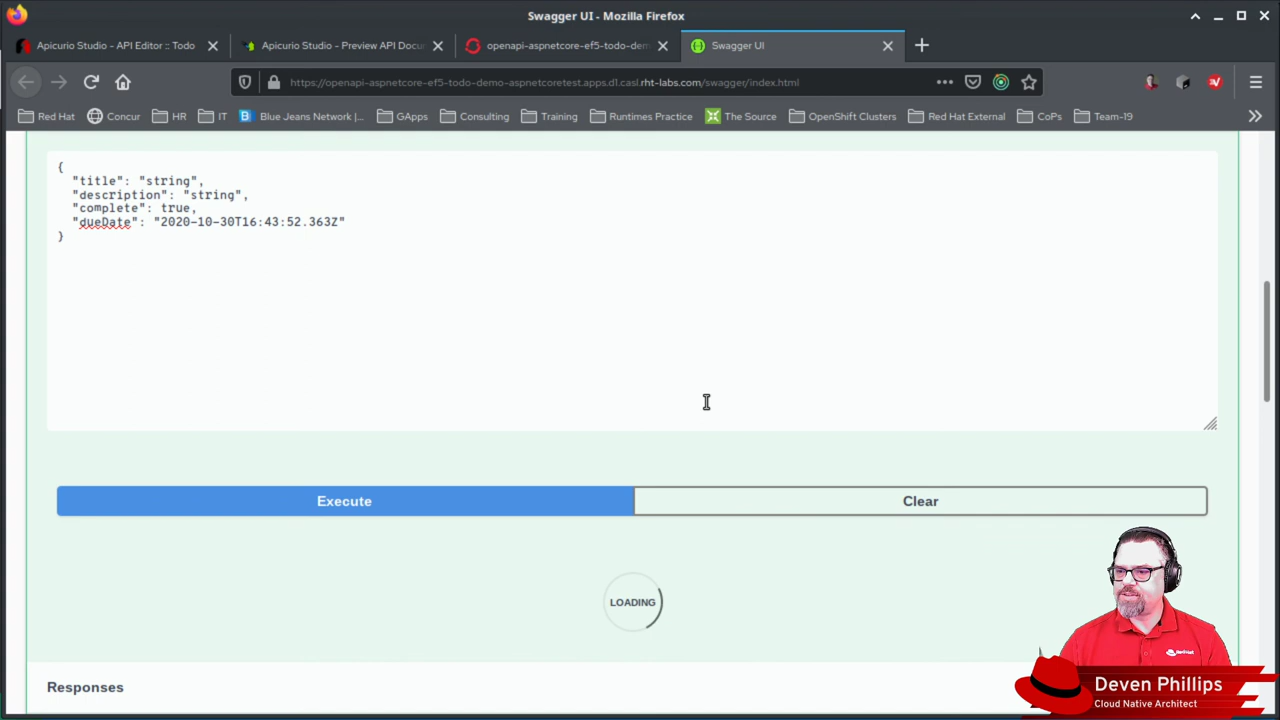 Swagger UI - Mozilla Firefox
Apicurio Studio - API Editor :: Todo
Apicurio Studio - Preview API Docu
openapi-aspnetcore-ef5-todo-dem
Swagger UI
https://openapi-aspnetcore-ef5-todo-demo-aspnetcoretest.apps.d1.casl.rht-labs.com/swagger/index.html
Red Hat
Concur
HR
IT
Blue Jeans Network |...
GApps
Consulting
Training
Runtimes Practice
The Source
OpenShift Clusters
Red Hat External
CoPs
Team-19
{
"title": "string",
"description": "string",
"complete": true,
"dueDate": "2020-10-30T16:43:52.363Z"
}
Execute
Clear
LOADING
Responses
Deven Phillips
Cloud Native Architect